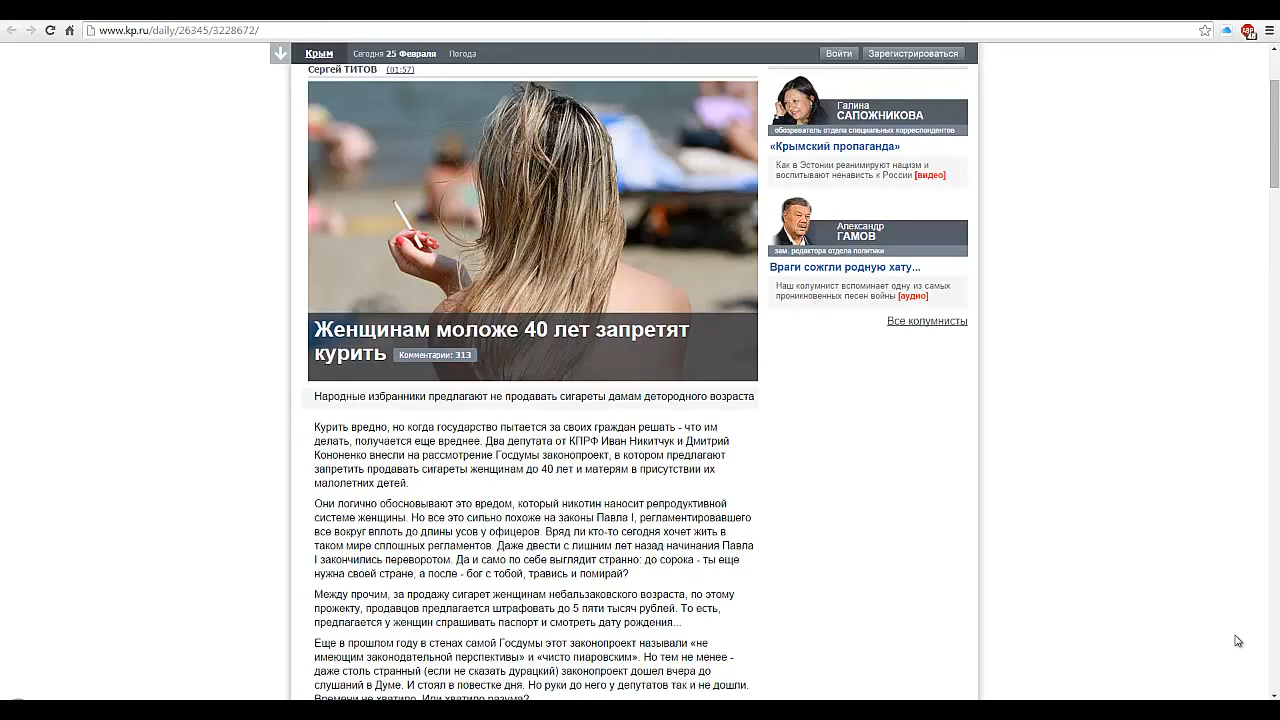 www.kp.ru/daily/26345/3228672/
Крым Сегодня 25 Февраля Погода Войти Зарегистрироваться
Сергей ТИТОВ (01:57)
Женщинам моложе 40 лет запретят
курить Комментарии: 313
Народные избранники предлагают не продавать сигареты дамам детородного возраста
Курить вредно, но когда государство пытается за своих граждан решать - что им
делать, получается еще вреднее. Два депутата от КПРФ Иван Никитчук и Дмитрий
Кононенко внесли на рассмотрение Госдумы законопроект, в котором предлагают
запретить продавать сигареты женщинам до 40 лет и матерям в присутствии их
малолетних детей.
Они логично обосновывают это вредом, который никотин наносит репродуктивной
системе женщины. Но все это сильно похоже на законы Павла I, регламентировавшего
все вокруг вплоть до длины усов у офицеров. Вряд ли кто-то сегодня хочет жить в
таком мире сплошных регламентов. Даже двести с лишним лет назад начинания Павла
I закончились переворотом. Да и само по себе выглядит странно: до сорока - ты еще
нужна своей стране, а после - бог с тобой, травись и помирай?
Между прочим, за продажу сигарет женщинам небальзаковского возраста, по этому
прожекту, продавцов предлагается штрафовать до 5 пяти тысяч рублей. То есть,
предлагается у женщин спрашивать паспорт и смотреть дату рождения...
Еще в прошлом году в стенах самой Госдумы этот законопроект называли «не
имеющим законодательной перспективы» и «чисто пиаровским». Но тем не менее -
даже столь странный (если не сказать дурацкий) законопроект дошел вчера до
слушаний в Думе. И стоял в повестке дня. Но руки до него у депутатов так и не дошли.
Времени не хватило. Или хватило разума?
Галина
САПОЖНИКОВА
обозреватель отдела специальных корреспондентов
«Крымский пропаганда»
Как в Эстонии реанимируют нацизм и
воспитывают ненависть к России [видео]
Александр
ГАМОВ
зам. редактора отдела политики
Враги сожгли родную хату...
Наш колумнист вспоминает одну из самых
проникновенных песен войны [аудио]
Все колумнисты